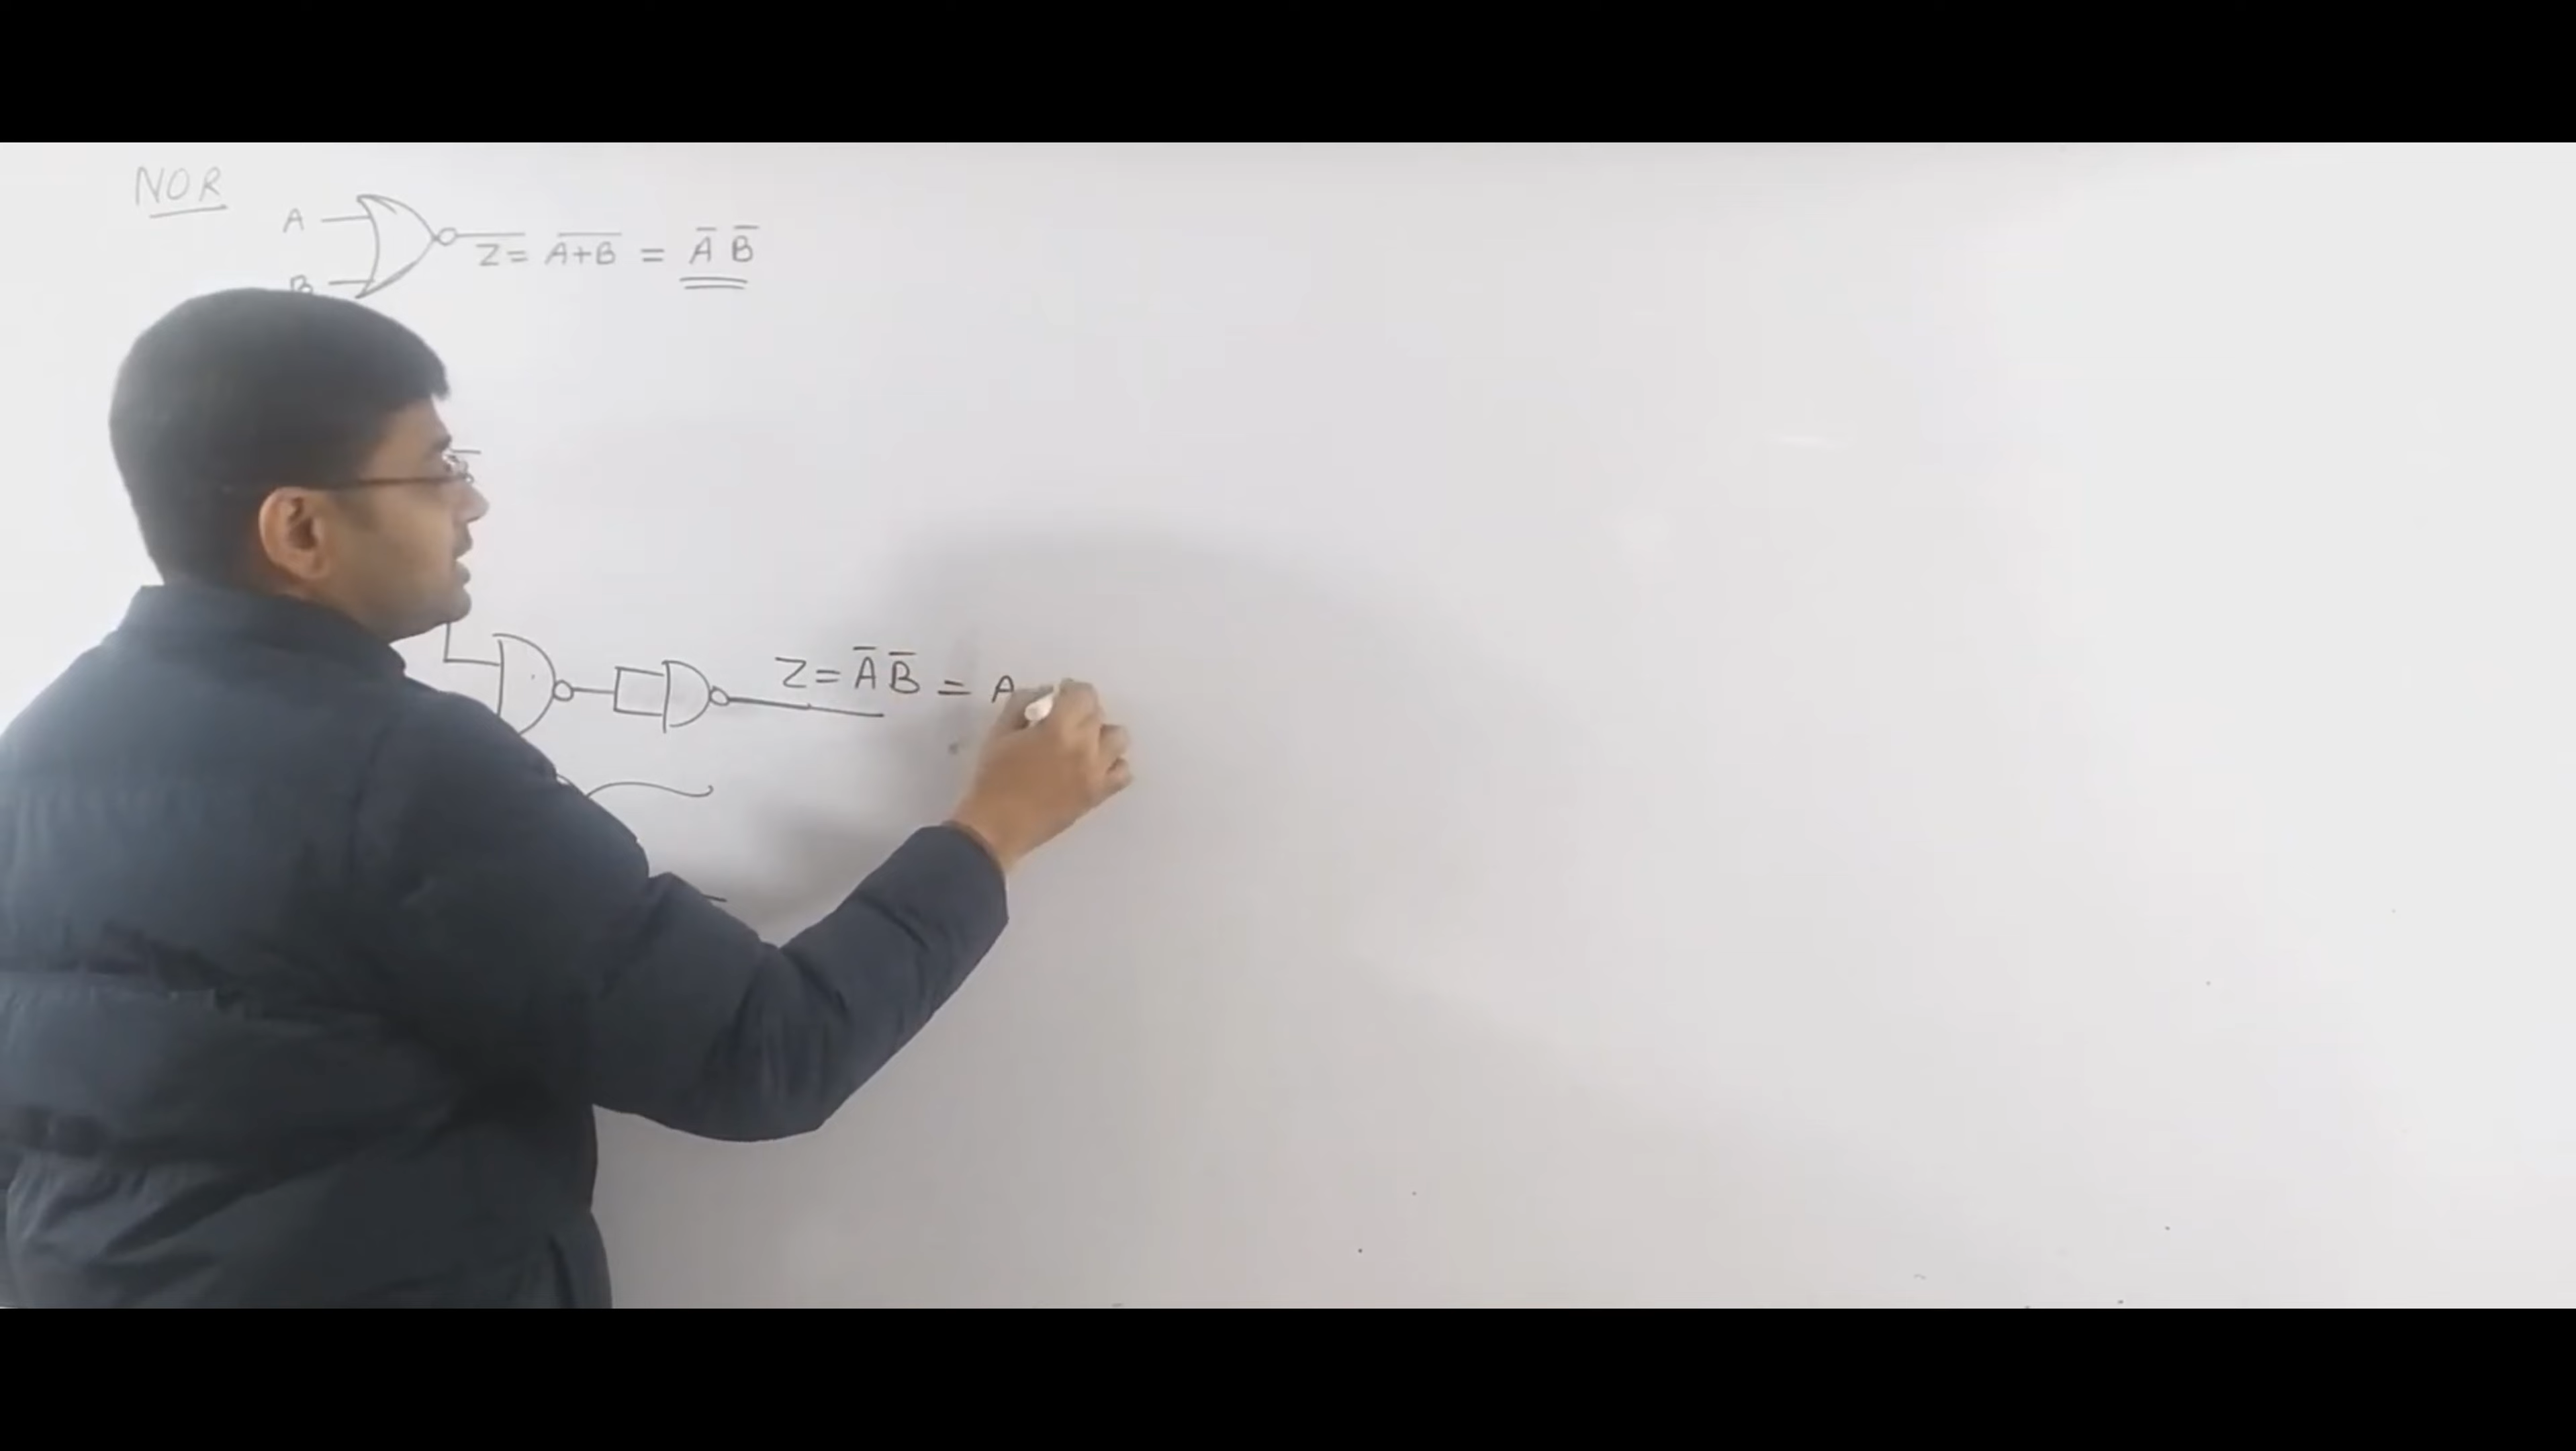 NOR
A
B
Z = A̅+̅B̅ = A̅ B̅
Z = A̅ B̅ = A